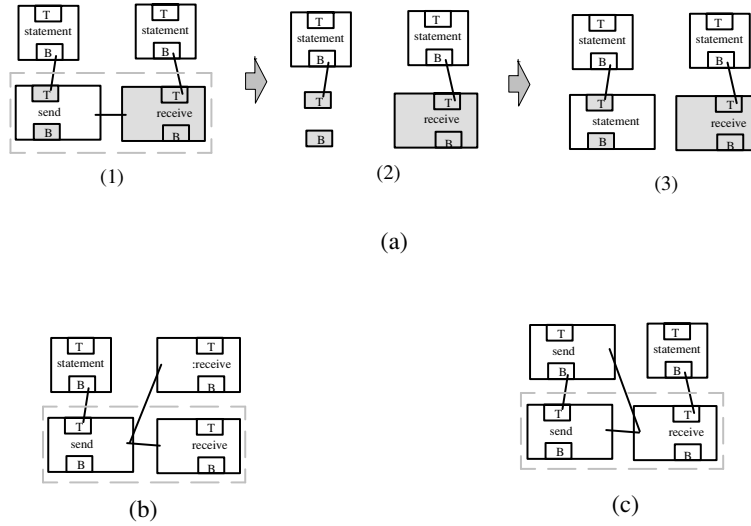 T T T T T T
statement statement statement statement statement statement
B B B B B B
T T T T T T
send receive receive statement receive
B B B B B B
(1) (2) (3)
(a)
T T T T
statement :receive send statement
B B B B
T T T T
send receive send receive
B B B B
(b) (c)